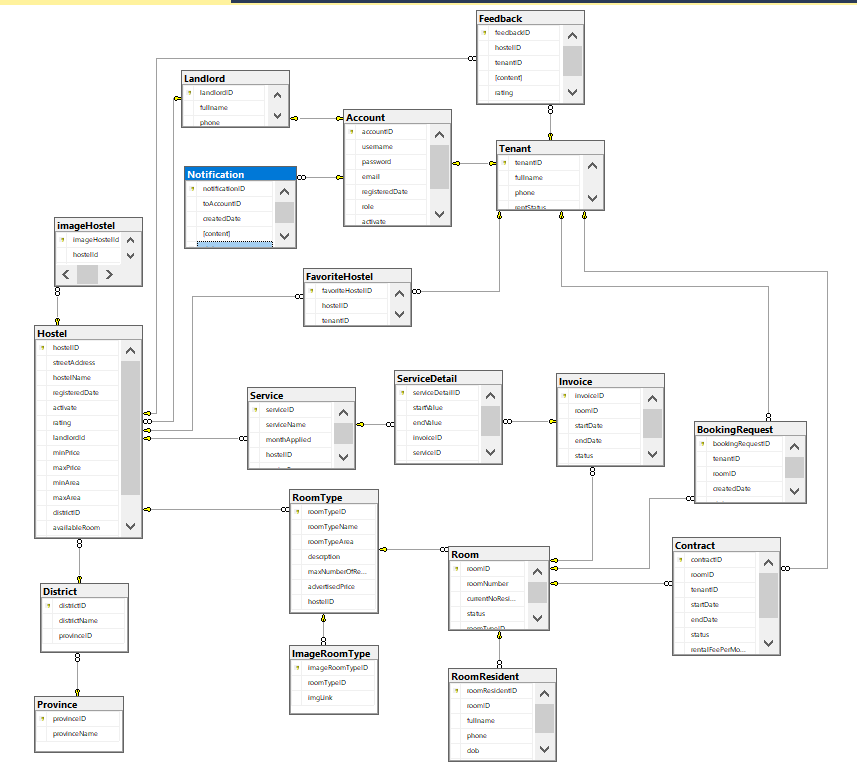 Feedback
feedbackID
hostelID
tenantID
[content]
rating
Landlord
landlordID
fullname
phone
Account
accountID
username
password
email
registeredDate
role
activate
Tenant
tenantID
fullname
phone
rentStatus
Notification
notificationID
toAccountID
createdDate
[content]
imageHostel
imageHostelId
hostelId
FavoriteHostel
favoriteHostelID
hostelID
tenantID
Hostel
hostelID
streetAddress
hostelName
registeredDate
activate
rating
landlordId
minPrice
maxPrice
minArea
maxArea
districtID
availableRoom
Service
serviceID
serviceName
monthApplied
hostelID
ServiceDetail
serviceDetailID
startValue
endValue
invoiceID
serviceID
Invoice
invoiceID
roomID
startDate
endDate
status
BookingRequest
bookingRequestID
tenantID
roomID
createdDate
RoomType
roomTypeID
roomTypeName
roomTypeArea
description
maxNumberOfRe...
advertisedPrice
hostelID
Room
roomID
roomNumber
currentNoResi...
status
roomTypeID
Contract
contractID
roomID
tenantID
startDate
endDate
status
rentalFeePerMo...
District
districtID
districtName
provinceID
ImageRoomType
imageRoomTypeID
roomTypeID
imgLink
RoomResident
roomResidentID
roomID
fullname
phone
dob
Province
provinceID
provinceName